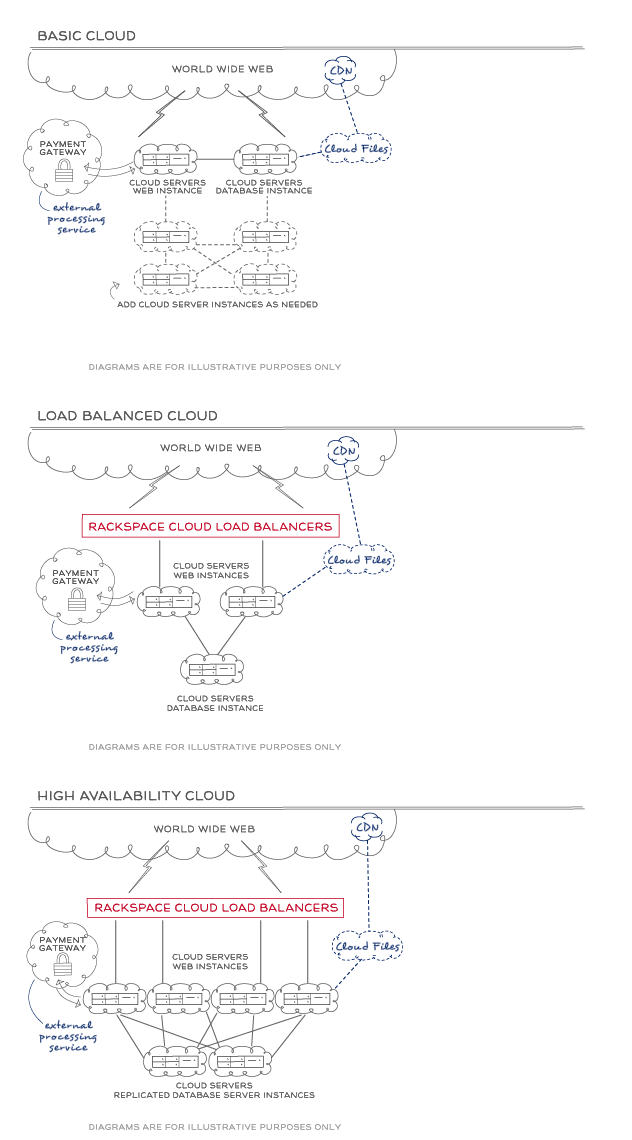 BASIC CLOUD
WORLD WIDE WEB
CDN
PAYMENT
GATEWAY
Cloud Files
CLOUD SERVERS
WEB INSTANCE
CLOUD SERVERS
DATABASE INSTANCE
external
processing
service
ADD CLOUD SERVER INSTANCES AS NEEDED
DIAGRAMS ARE FOR ILLUSTRATIVE PURPOSES ONLY
LOAD BALANCED CLOUD
WORLD WIDE WEB
CDN
RACKSPACE CLOUD LOAD BALANCERS
Cloud Files
CLOUD SERVERS
WEB INSTANCES
PAYMENT
GATEWAY
external
processing
service
CLOUD SERVERS
DATABASE INSTANCE
DIAGRAMS ARE FOR ILLUSTRATIVE PURPOSES ONLY
HIGH AVAILABILITY CLOUD
WORLD WIDE WEB
CDN
RACKSPACE CLOUD LOAD BALANCERS
PAYMENT
GATEWAY
Cloud Files
CLOUD SERVERS
WEB INSTANCES
external
processing
service
CLOUD SERVERS
REPLICATED DATABASE SERVER INSTANCES
DIAGRAMS ARE FOR ILLUSTRATIVE PURPOSES ONLY